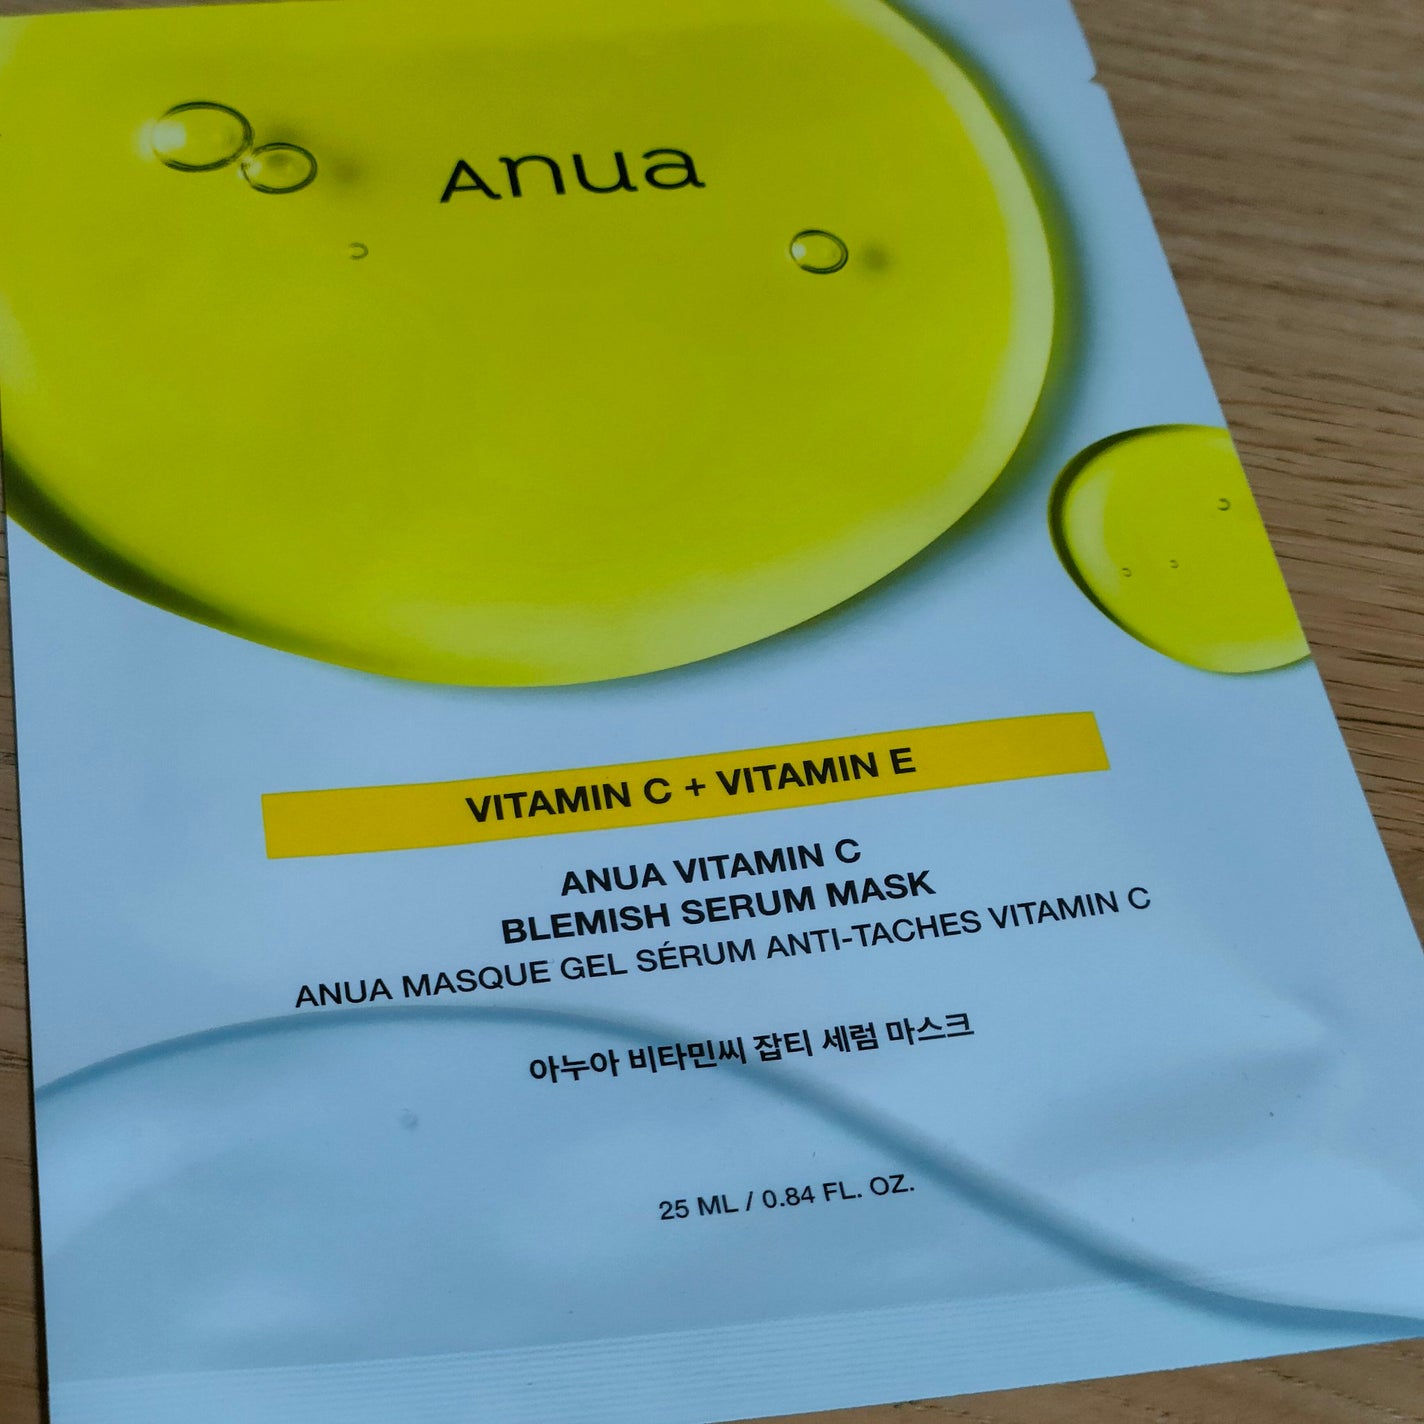 Anua
VITAMIN C + VITAMIN E
ANUA VITAMIN C
BLEMISH SERUM MASK
ANUA MASQUE GEL SÉRUM ANTI-TACHES VITAMIN C
아누아 비타민씨 잡티 세럼 마스크
25 ML / 0.84 FL. OZ.